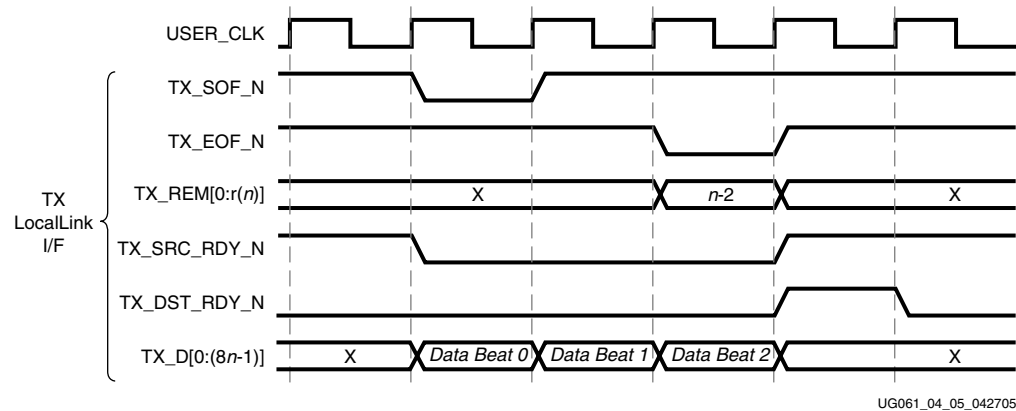 USER_CLK
TX_SOF_N
TX_EOF_N
TX
LocalLink
I/F
TX_REM[0:r(n)]
X
n-2
X
TX_SRC_RDY_N
TX_DST_RDY_N
TX_D[0:(8n-1)]
X
Data Beat 0
Data Beat 1
Data Beat 2
X
UG061_04_05_042705